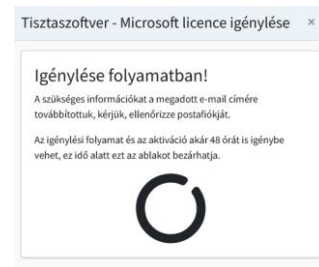 Tisztaszoftver - Microsoft licence igénylése ×
Igénylése folyamatban!
A szükséges információkat a megadott e-mail címére
továbbítottuk, kérjük, ellenőrizze postafiókját.
Az igénylési folyamat és az aktiváció akár 48 órát is igénybe
vehet, ez idő alatt ezt az ablakot bezárhatja.